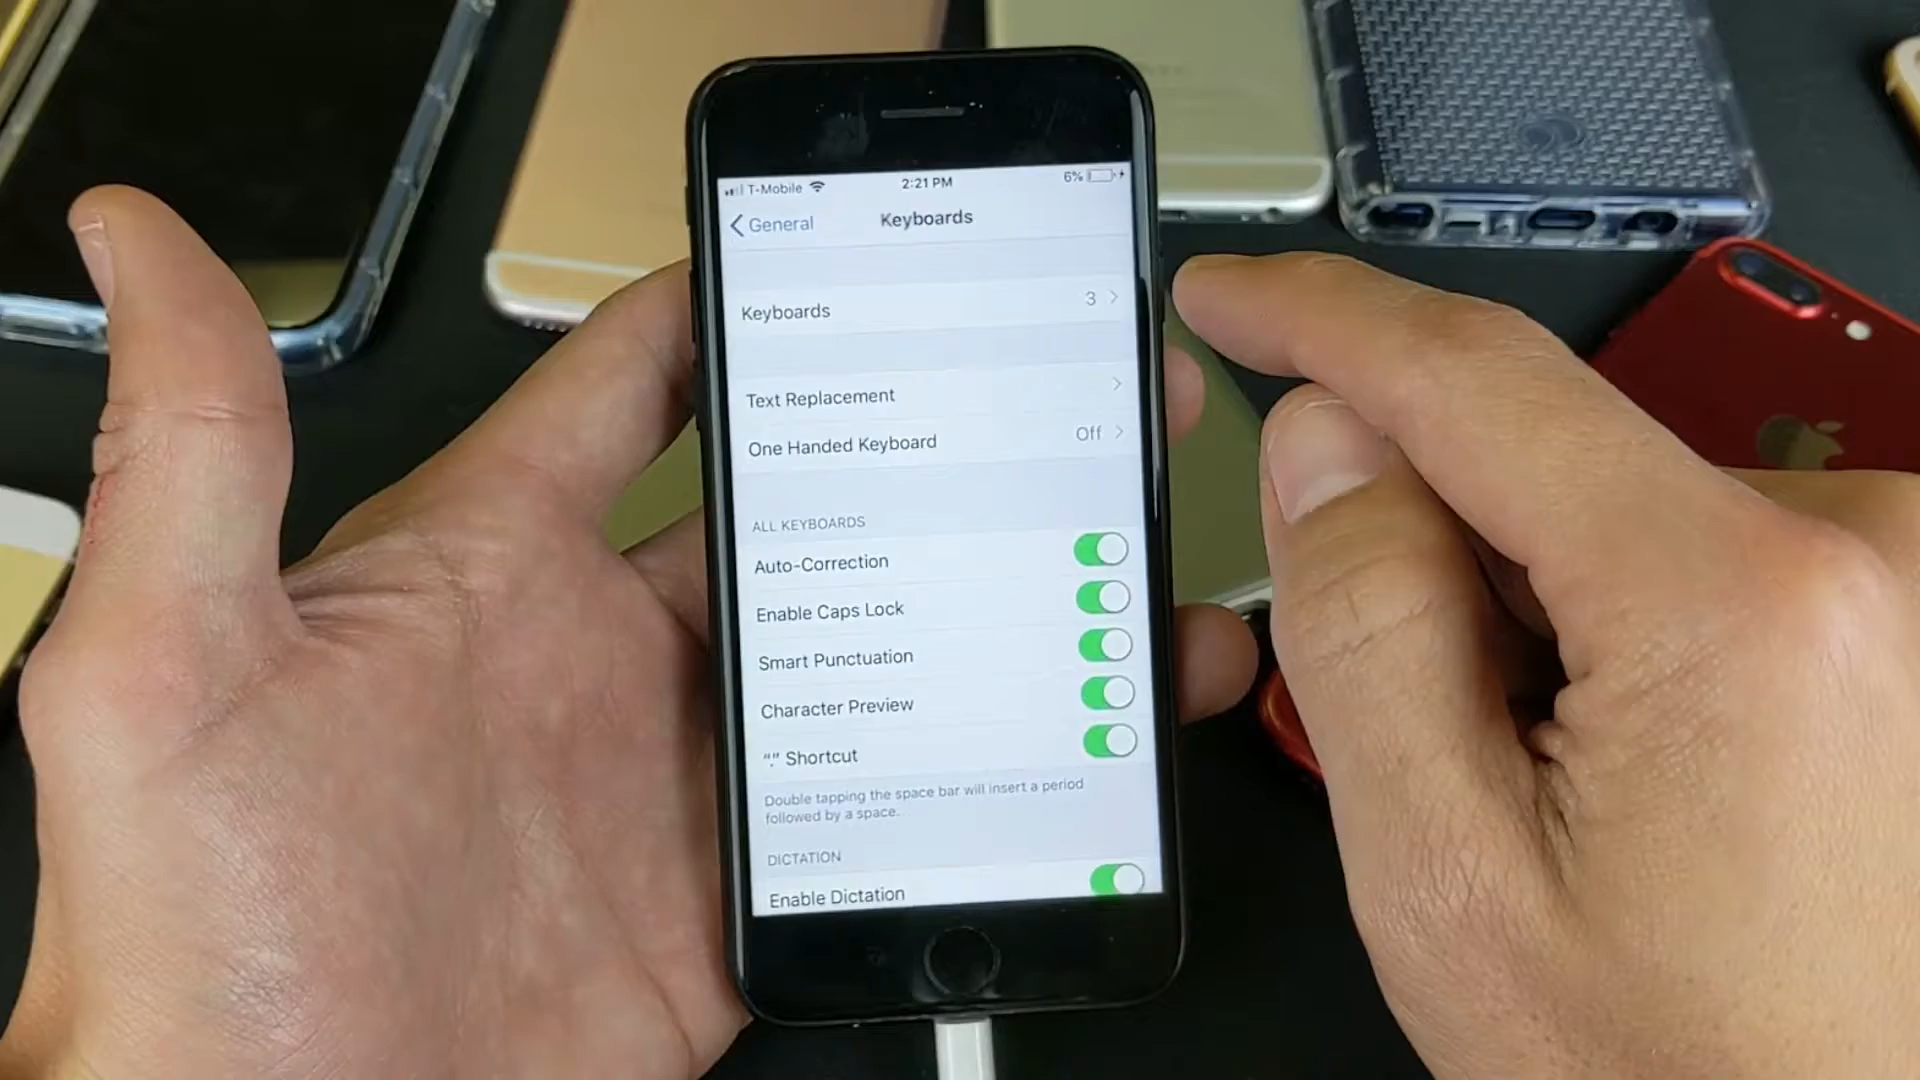 T-Mobile 2:21 PM 6%
General Keyboards
Keyboards 3
Text Replacement
One Handed Keyboard Off
ALL KEYBOARDS
Auto-Correction
Enable Caps Lock
Smart Punctuation
Character Preview
“.” Shortcut
Double tapping the space bar will insert a period
followed by a space.
DICTATION
Enable Dictation